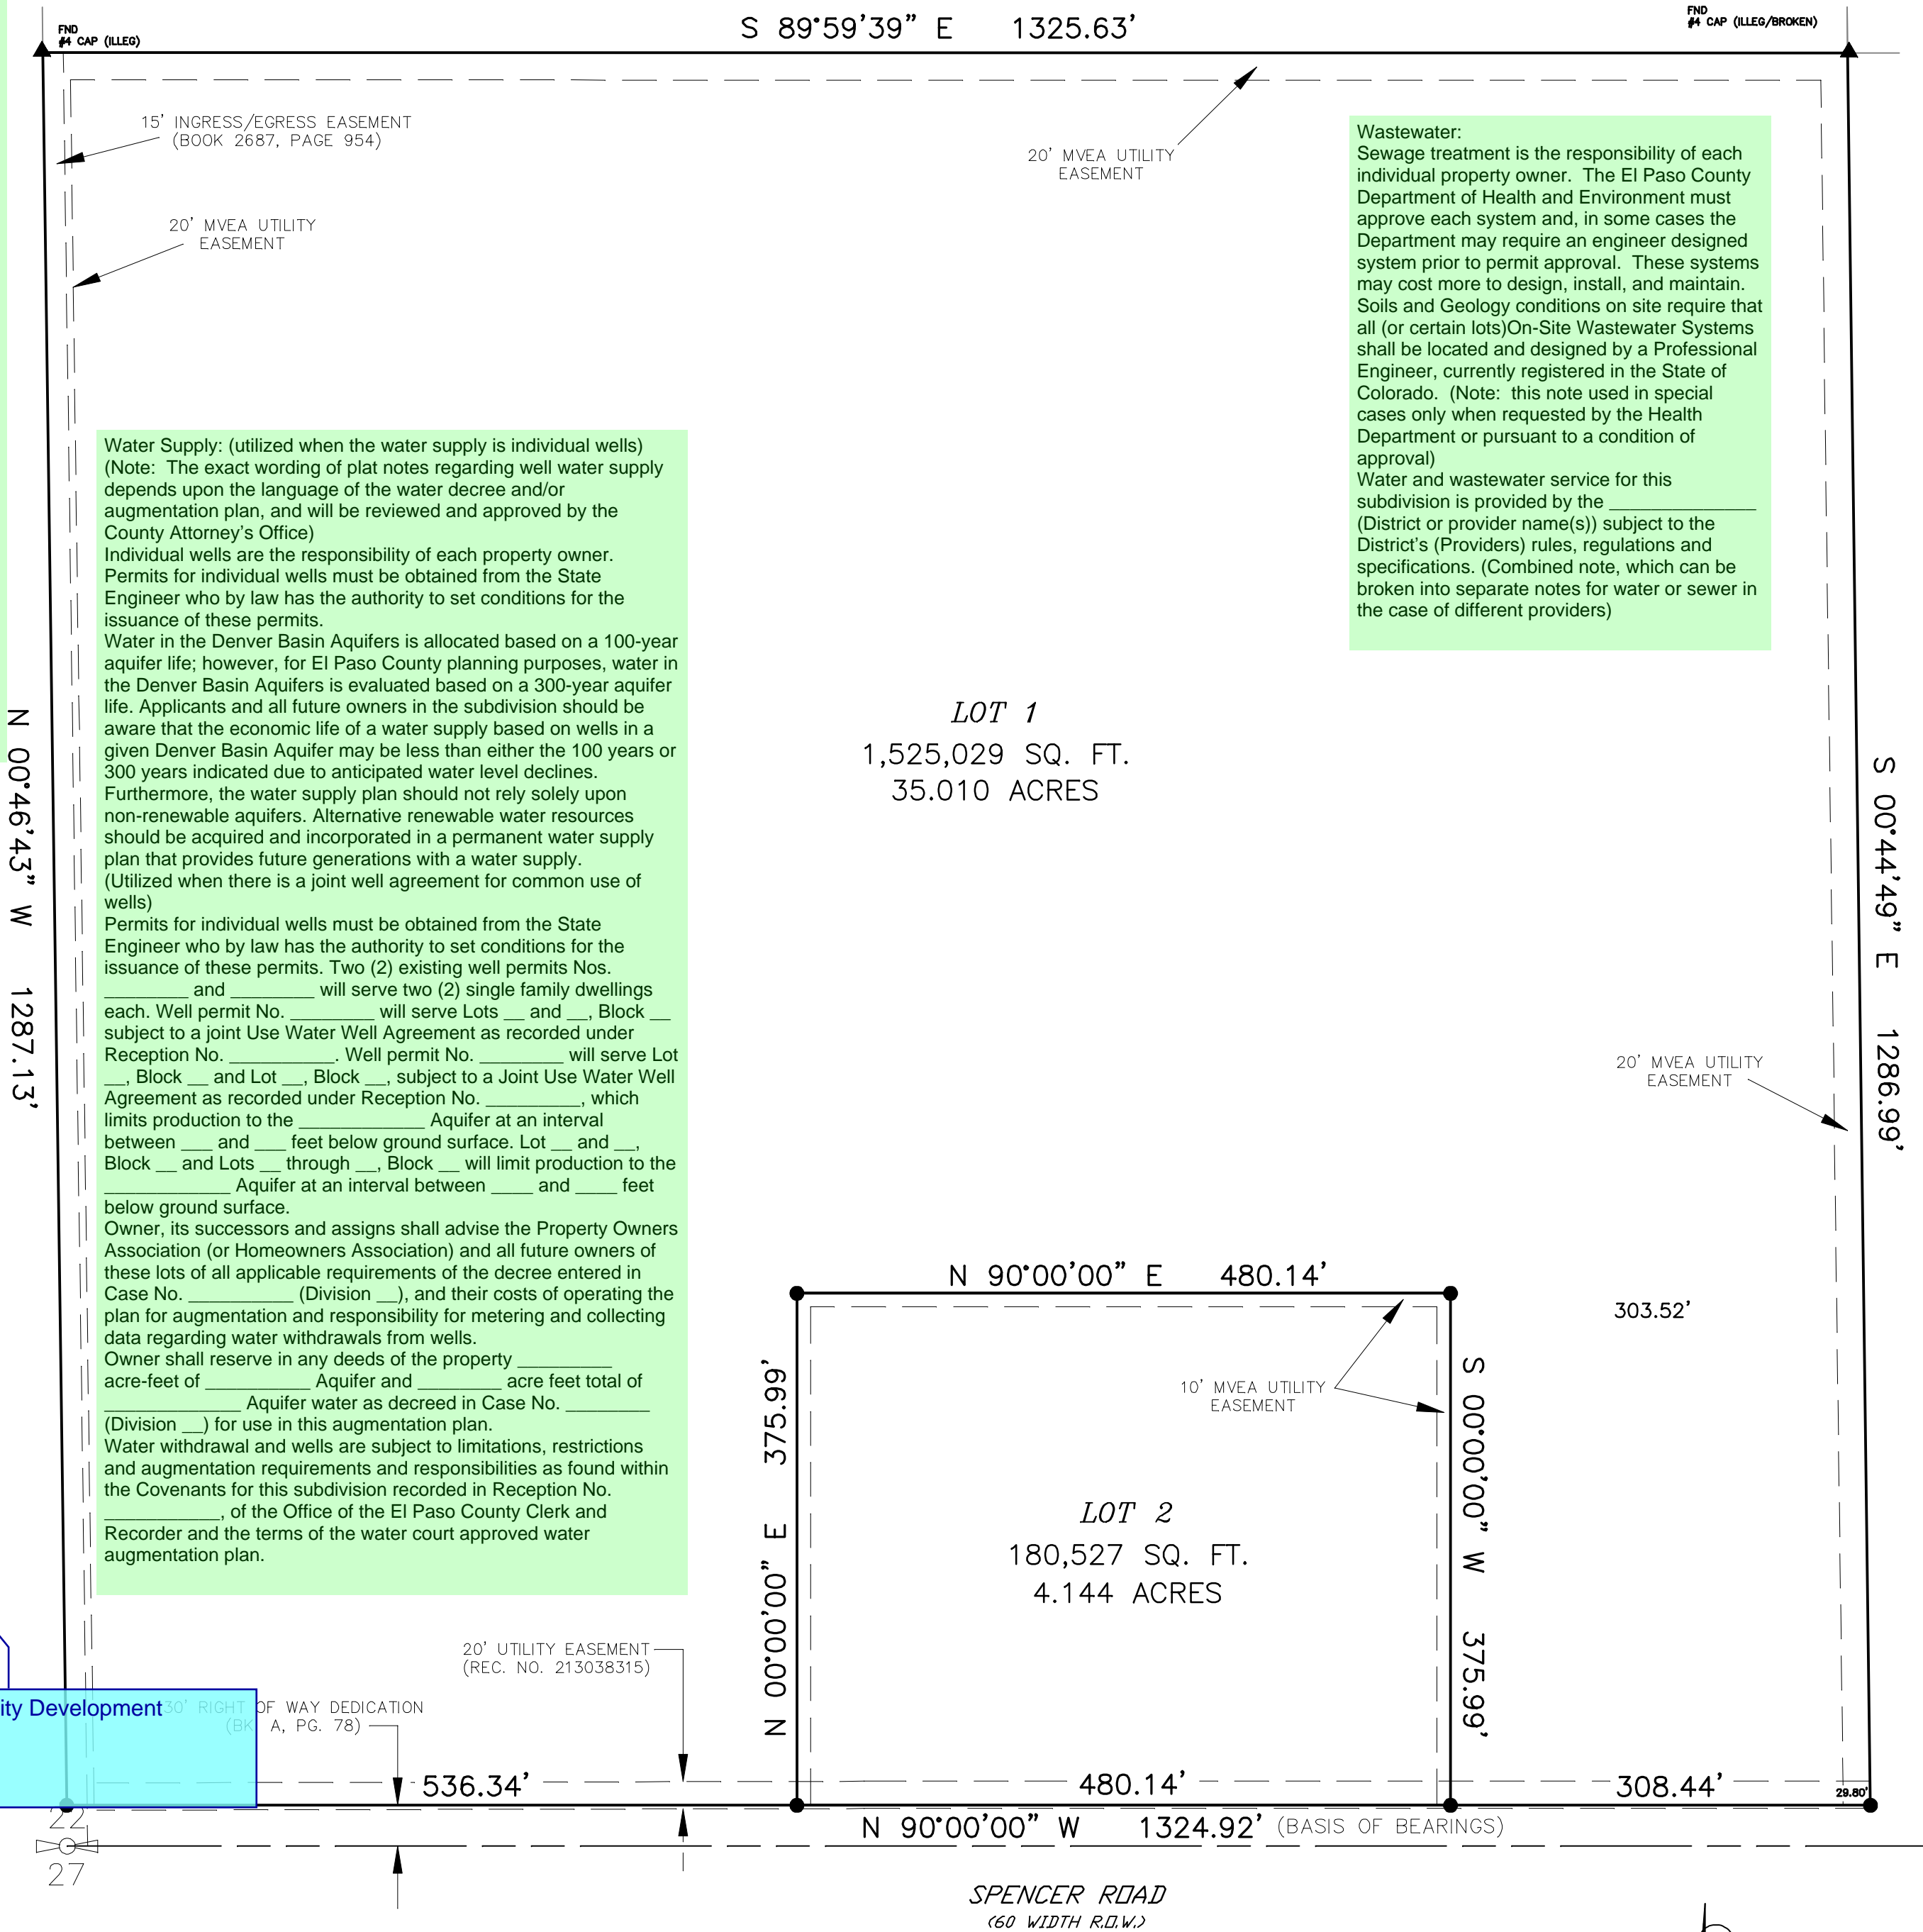 S 89°59'39" E 1325.63'
FND
#4 CAP (ILLEG)
FND
#4 CAP (ILLEG/BROKEN)
15' INGRESS/EGRESS EASEMENT
(BOOK 2687, PAGE 954)
20' MVEA UTILITY
EASEMENT
20' MVEA UTILITY
EASEMENT
Wastewater:
Sewage treatment is the responsibility of each
individual property owner.  The El Paso County
Department of Health and Environment must
approve each system and, in some cases the
Department may require an engineer designed
system prior to permit approval.  These systems
may cost more to design, install, and maintain.
Soils and Geology conditions on site require that
all (or certain lots)On-Site Wastewater Systems
shall be located and designed by a Professional
Engineer, currently registered in the State of
Colorado.  (Note:  this note used in special
cases only when requested by the Health
Department or pursuant to a condition of
approval)
Water and wastewater service for this
subdivision is provided by the ______________
(District or provider name(s)) subject to the
District's (Providers) rules, regulations and
specifications. (Combined note, which can be
broken into separate notes for water or sewer in
the case of different providers)
Water Supply: (utilized when the water supply is individual wells)
(Note:  The exact wording of plat notes regarding well water supply
depends upon the language of the water decree and/or
augmentation plan, and will be reviewed and approved by the
County Attorney's Office)
Individual wells are the responsibility of each property owner.
Permits for individual wells must be obtained from the State
Engineer who by law has the authority to set conditions for the
issuance of these permits.
Water in the Denver Basin Aquifers is allocated based on a 100-year
aquifer life; however, for El Paso County planning purposes, water in
the Denver Basin Aquifers is evaluated based on a 300-year aquifer
life. Applicants and all future owners in the subdivision should be
aware that the economic life of a water supply based on wells in a
given Denver Basin Aquifer may be less than either the 100 years or
300 years indicated due to anticipated water level declines.
Furthermore, the water supply plan should not rely solely upon
non-renewable aquifers. Alternative renewable water resources
should be acquired and incorporated in a permanent water supply
plan that provides future generations with a water supply.
(Utilized when there is a joint well agreement for common use of
wells)
Permits for individual wells must be obtained from the State
Engineer who by law has the authority to set conditions for the
issuance of these permits. Two (2) existing well permits Nos.
________ and ________ will serve two (2) single family dwellings
each. Well permit No. ________ will serve Lots __ and __, Block __
subject to a joint Use Water Well Agreement as recorded under
Reception No. __________. Well permit No. ________ will serve Lot
__, Block __ and Lot __, Block __, subject to a Joint Use Water Well
Agreement as recorded under Reception No. _________, which
limits production to the ____________ Aquifer at an interval
between ___ and ___ feet below ground surface. Lot __ and __,
Block __ and Lots __ through __, Block __ will limit production to the
____________ Aquifer at an interval between ____ and ____ feet
below ground surface.
Owner, its successors and assigns shall advise the Property Owners
Association (or Homeowners Association) and all future owners of
these lots of all applicable requirements of the decree entered in
Case No. __________ (Division __), and their costs of operating the
plan for augmentation and responsibility for metering and collecting
data regarding water withdrawals from wells.
Owner shall reserve in any deeds of the property _________
acre-feet of __________ Aquifer and ________ acre feet total of
_____________ Aquifer water as decreed in Case No. ________
(Division __) for use in this augmentation plan.
Water withdrawal and wells are subject to limitations, restrictions
and augmentation requirements and responsibilities as found within
the Covenants for this subdivision recorded in Reception No.
___________, of the Office of the El Paso County Clerk and
Recorder and the terms of the water court approved water
augmentation plan.
LOT 1
1,525,029 SQ. FT.
35.010 ACRES
N 00°46'43" W 1287.13'
S 00°44'49" E 1286.99'
20' MVEA UTILITY
EASEMENT
N 90°00'00" E 480.14'
303.52'
N 00°00'00" E 375.99'
S 00°00'00" W 375.99'
10' MVEA UTILITY
EASEMENT
LOT 2
180,527 SQ. FT.
4.144 ACRES
20' UTILITY EASEMENT
(REC. NO. 213038315)
ity Development
30' RIGHT OF WAY DEDICATION
(BK A, PG. 78)
536.34'
480.14'
308.44'
29.80'
N 90°00'00" W 1324.92' (BASIS OF BEARINGS)
22
27
SPENCER ROAD
(60 WIDTH R.O.W.)